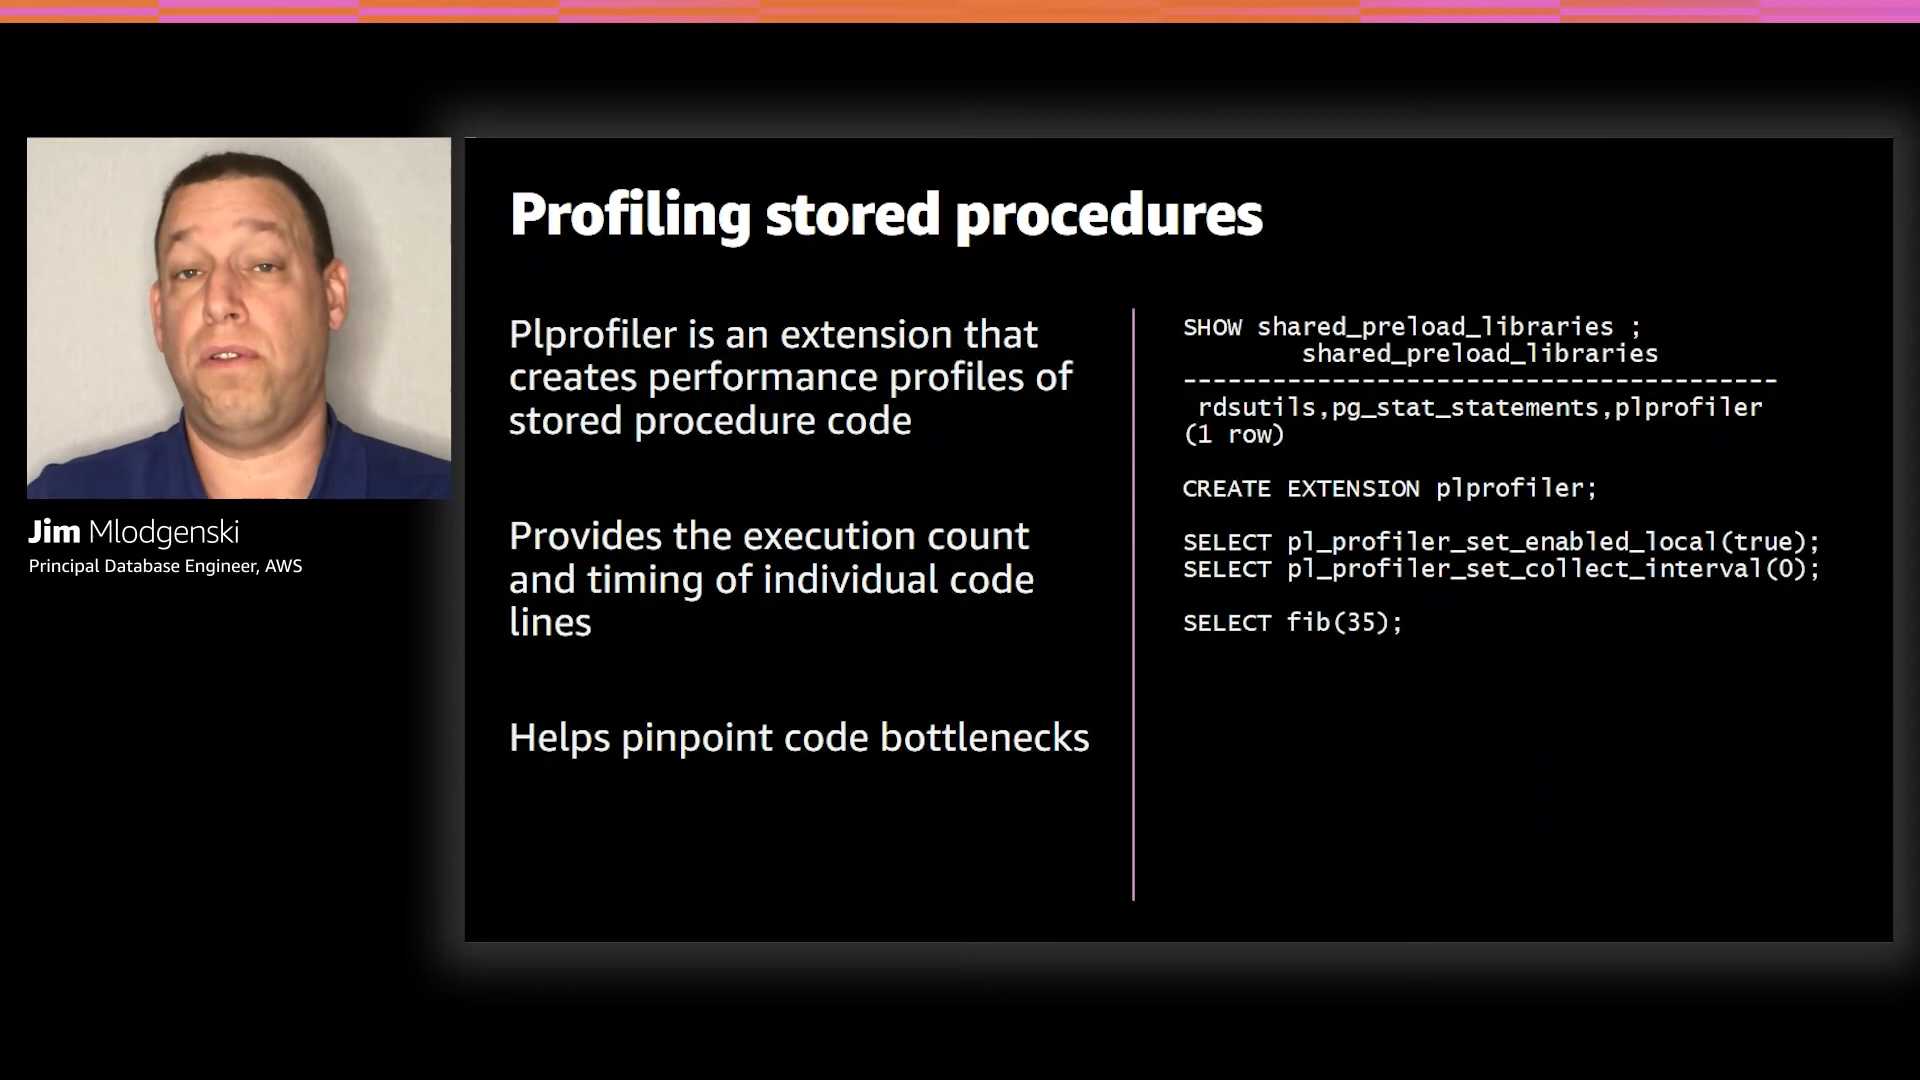 Profiling stored procedures
Plprofiler is an extension that
creates performance profiles of
stored procedure code
Provides the execution count
and timing of individual code
lines
Helps pinpoint code bottlenecks
SHOW shared_preload_libraries ;
shared_preload_libraries
----------------------------------------
rdsutils,pg_stat_statements,plprofiler
(1 row)
CREATE EXTENSION plprofiler;
SELECT pl_profiler_set_enabled_local(true);
SELECT pl_profiler_set_collect_interval(0);
SELECT fib(35);
Jim Mlodgenski
Principal Database Engineer, AWS